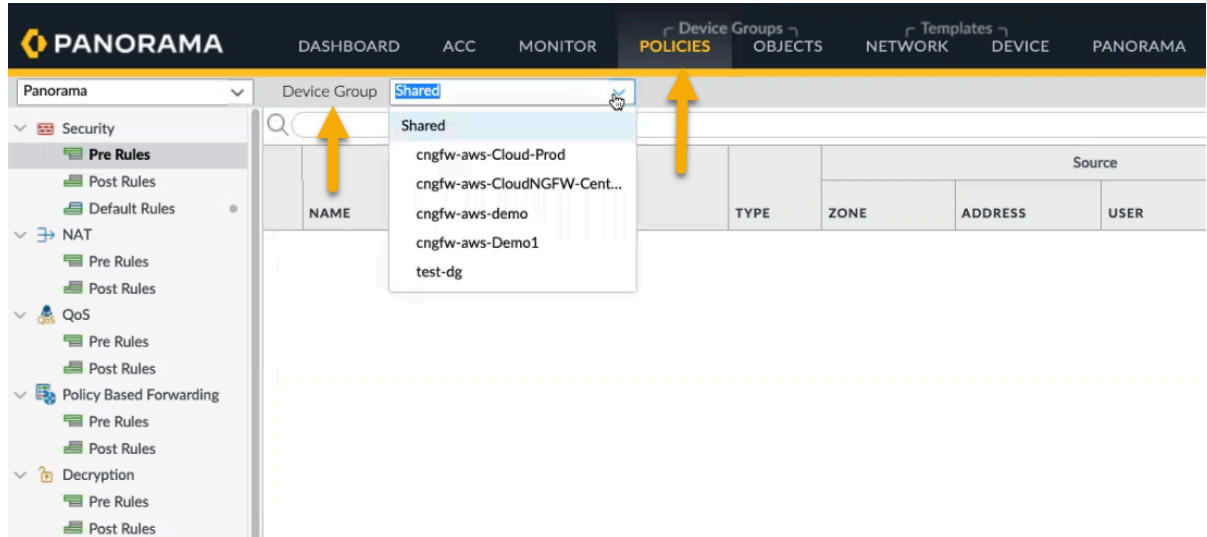 PANORAMA
Device Groups
Templates
DASHBOARD ACC MONITOR POLICIES OBJECTS NETWORK DEVICE PANORAMA
Panorama
Device Group
Shared
Shared
cngfw-aws-Cloud-Prod
cngfw-aws-CloudNGFW-Cent...
cngfw-aws-demo
cngfw-aws-Demo1
test-dg
Security
Pre Rules
Post Rules
Default Rules
NAT
Pre Rules
Post Rules
QoS
Pre Rules
Post Rules
Policy Based Forwarding
Pre Rules
Post Rules
Decryption
Pre Rules
Post Rules
Source
NAME TYPE ZONE ADDRESS USER